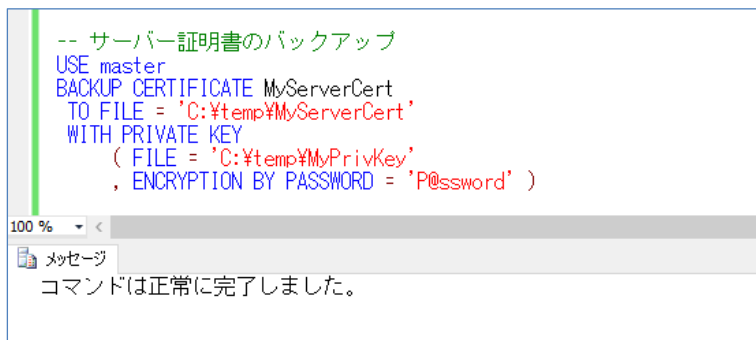 -- サーバー証明書のバックアップ
USE master
BACKUP CERTIFICATE MyServerCert
TO FILE = 'C:¥temp¥MyServerCert'
WITH PRIVATE KEY
( FILE = 'C:¥temp¥MyPrivKey'
, ENCRYPTION BY PASSWORD = 'P@ssword' )
100 %
メッセージ
コマンドは正常に完了しました。